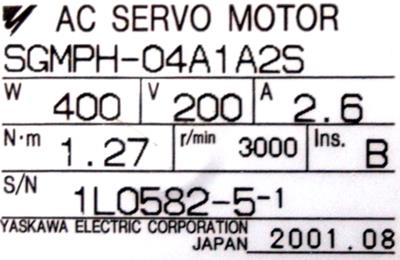 AC SERVO MOTOR
SGMPH-04A1A2S
W 400 V 200 A 2.6
N·m 1.27 r/min 3000 Ins. B
S/N 1L0582-5-1
YASKAWA ELECTRIC CORPORATION
JAPAN 2001.08